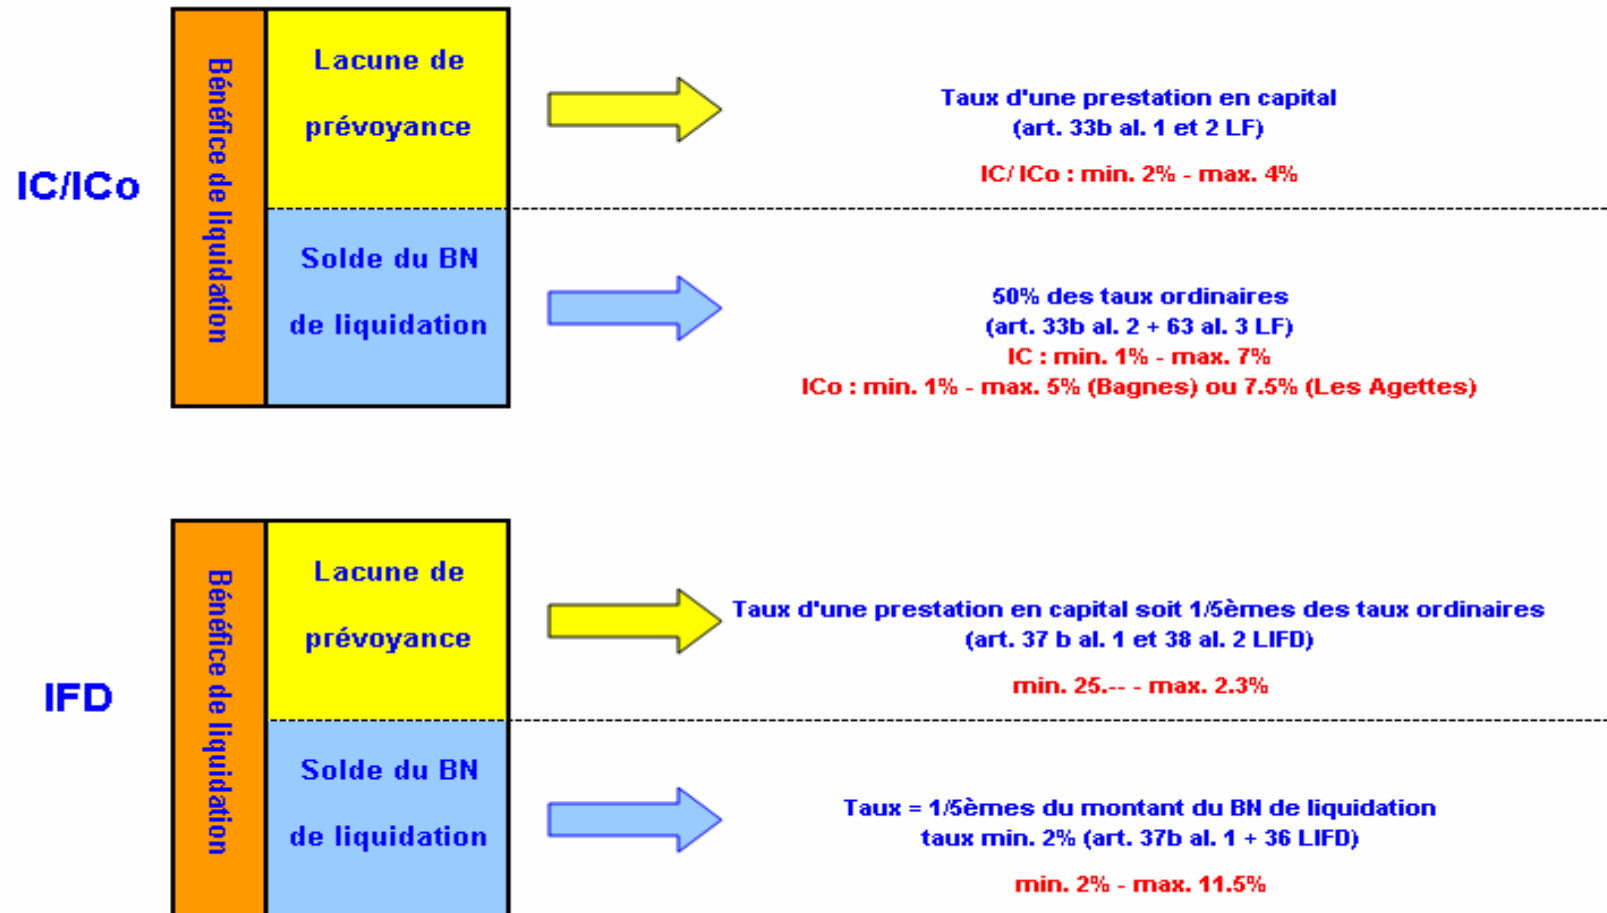 IC/ICo
Bénéfice de liquidation
Lacune de
prévoyance
Taux d'une prestation en capital
(art. 33b al. 1 et 2 LF)
IC/ ICo : min. 2% - max. 4%
Solde du BN
de liquidation
50% des taux ordinaires
(art. 33b al. 2 + 63 al. 3 LF)
IC : min. 1% - max. 7%
ICo : min. 1% - max. 5% (Bagnes) ou 7.5% (Les Agettes)
IFD
Bénéfice de liquidation
Lacune de
prévoyance
Taux d'une prestation en capital soit 1/5èmes des taux ordinaires
(art. 37 b al. 1 et 38 al. 2 LIFD)
min. 25.-- - max. 2.3%
Solde du BN
de liquidation
Taux = 1/5èmes du montant du BN de liquidation
taux min. 2% (art. 37b al. 1 + 36 LIFD)
min. 2% - max. 11.5%